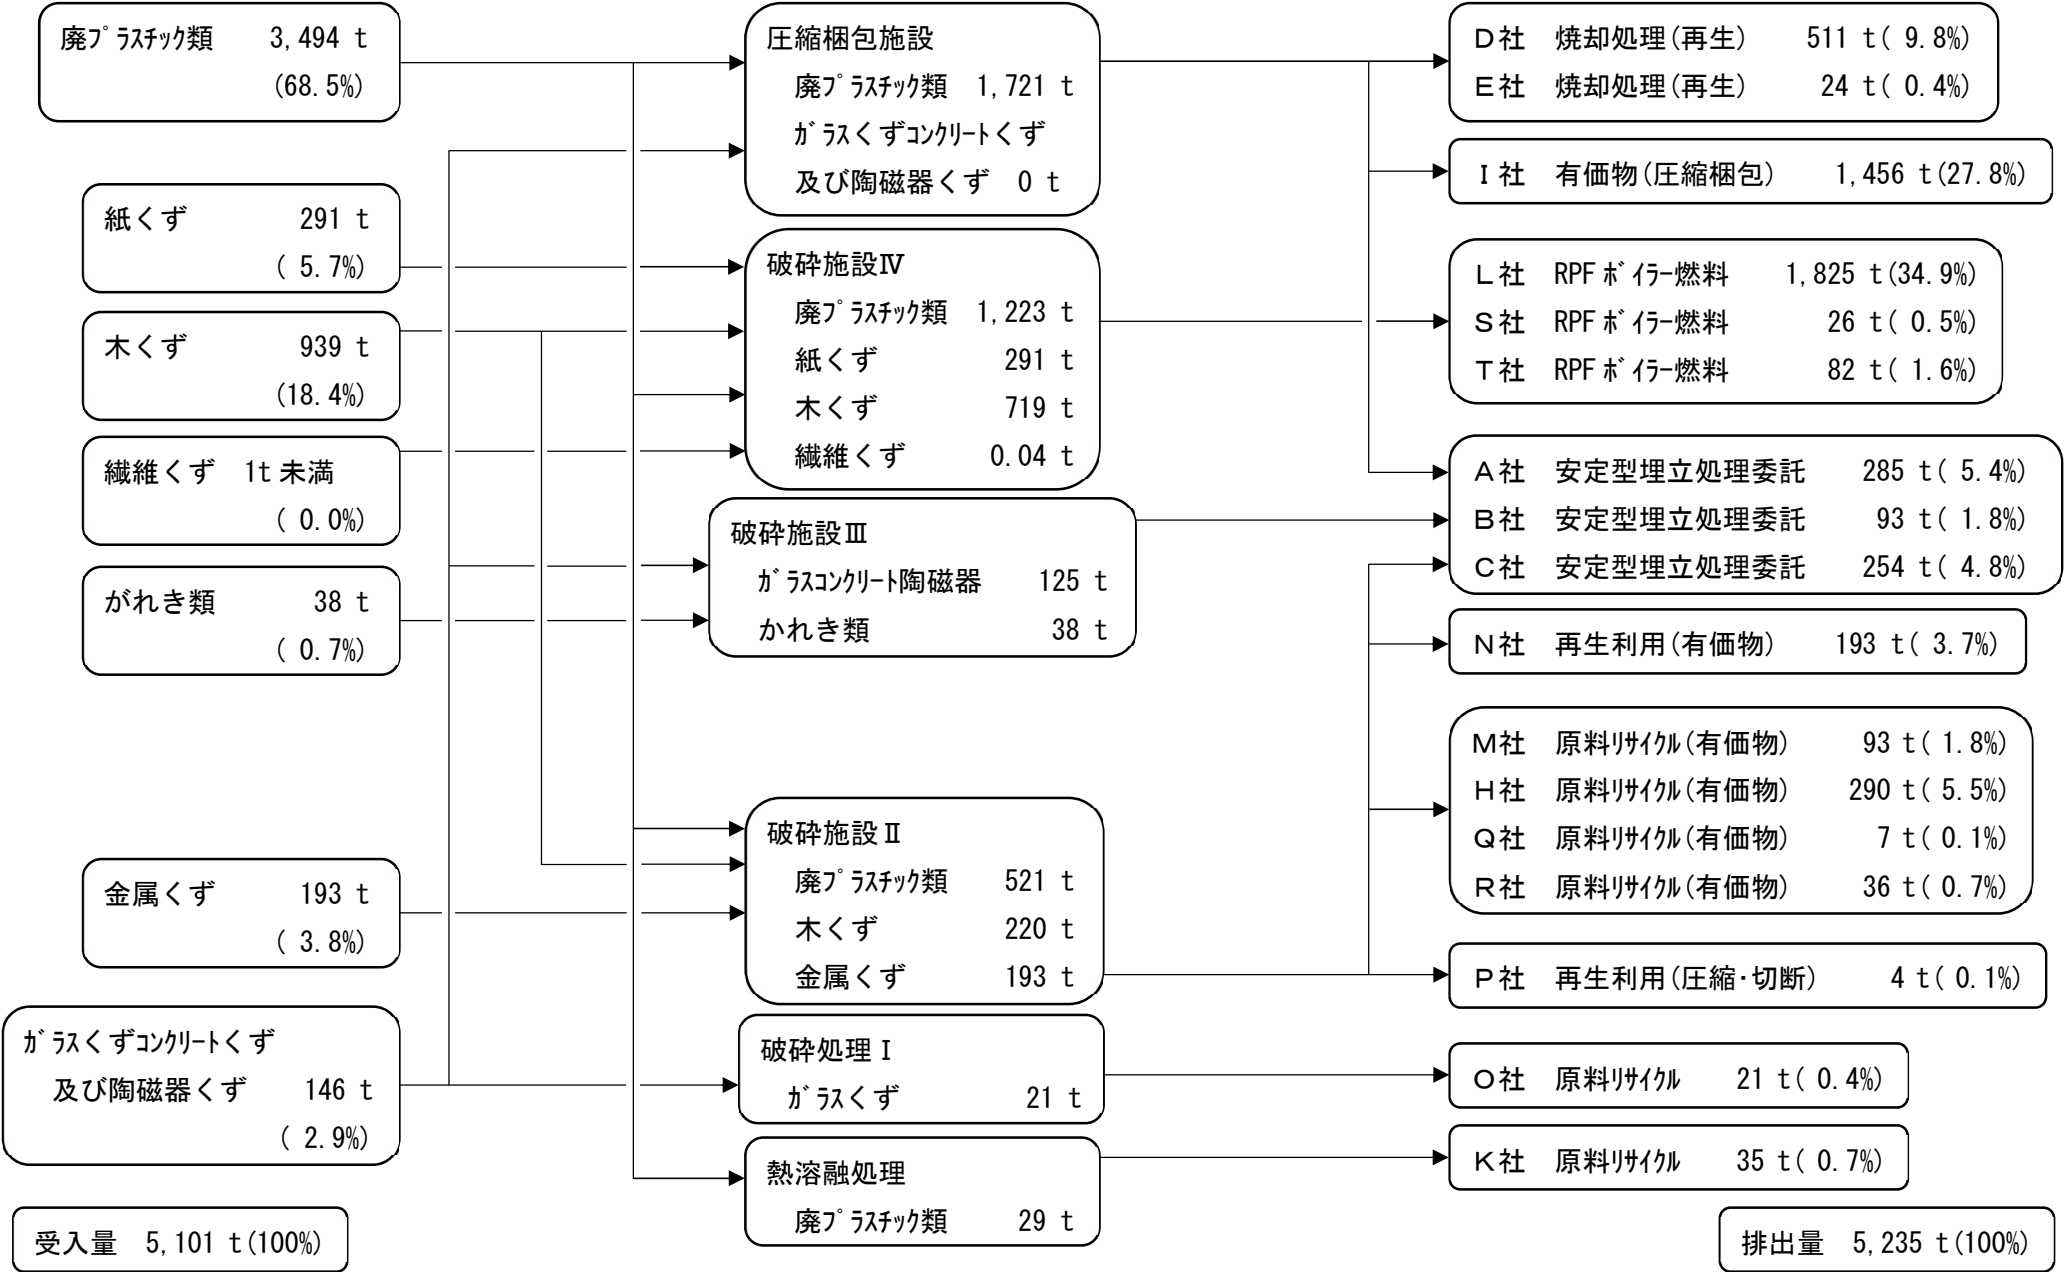 廃プラスチック類 3,494 t
(68.5%)
紙くず 291 t
( 5.7%)
木くず 939 t
(18.4%)
繊維くず 1t 未満
( 0.0%)
がれき類 38 t
( 0.7%)
金属くず 193 t
( 3.8%)
ガラスくずコンクリートくず
及び陶磁器くず 146 t
( 2.9%)
受入量 5,101 t(100%)
圧縮梱包施設
廃プラスチック類 1,721 t
ガラスくずコンクリートくず
及び陶磁器くず 0 t
破砕施設Ⅳ
廃プラスチック類 1,223 t
紙くず 291 t
木くず 719 t
繊維くず 0.04 t
破砕施設Ⅲ
ガラスコンクリート陶磁器 125 t
かれき類 38 t
破砕施設Ⅱ
廃プラスチック類 521 t
木くず 220 t
金属くず 193 t
破砕処理Ⅰ
ガラスくず 21 t
熱溶融処理
廃プラスチック類 29 t
D社 焼却処理(再生) 511 t( 9.8%)
E社 焼却処理(再生) 24 t( 0.4%)
I社 有価物(圧縮梱包) 1,456 t(27.8%)
L社 RPFボイラー燃料 1,825 t(34.9%)
S社 RPFボイラー燃料 26 t( 0.5%)
T社 RPFボイラー燃料 82 t( 1.6%)
A社 安定型埋立処理委託 285 t( 5.4%)
B社 安定型埋立処理委託 93 t( 1.8%)
C社 安定型埋立処理委託 254 t( 4.8%)
N社 再生利用(有価物) 193 t( 3.7%)
M社 原料リサイクル(有価物) 93 t( 1.8%)
H社 原料リサイクル(有価物) 290 t( 5.5%)
Q社 原料リサイクル(有価物) 7 t( 0.1%)
R社 原料リサイクル(有価物) 36 t( 0.7%)
P社 再生利用(圧縮・切断) 4 t( 0.1%)
O社 原料リサイクル 21 t( 0.4%)
K社 原料リサイクル 35 t( 0.7%)
排出量 5,235 t(100%)